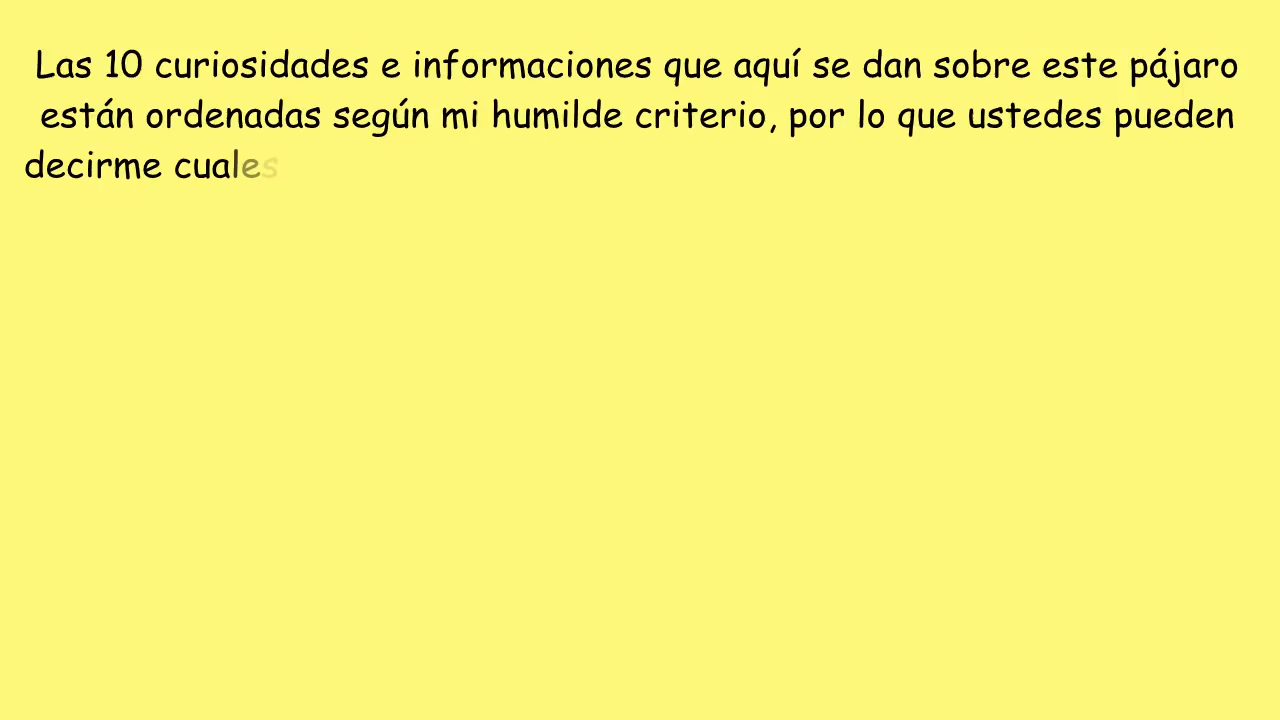 Las 10 curiosidades e informaciones que aquí se dan sobre este pájaro
están ordenadas según mi humilde criterio, por lo que ustedes pueden
decirme cuales